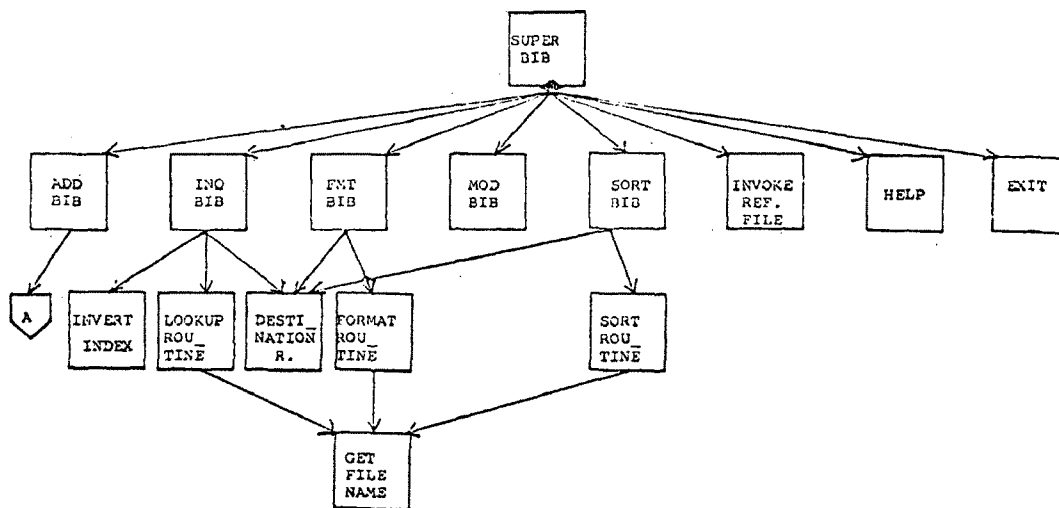 SUPER
BIB
ADD
BIB
INQ
BIB
FMT
BIB
MOD
BIB
SORT
BIB
INVOKE
REF.
FILE
HELP
EXIT
A
INVERT
INDEX
LOOKUP
ROU_
TINE
DESTI_
NATION
R.
FORMAT
ROU_
TINE
SORT
ROU_
TINE
GET
FILE
NAME